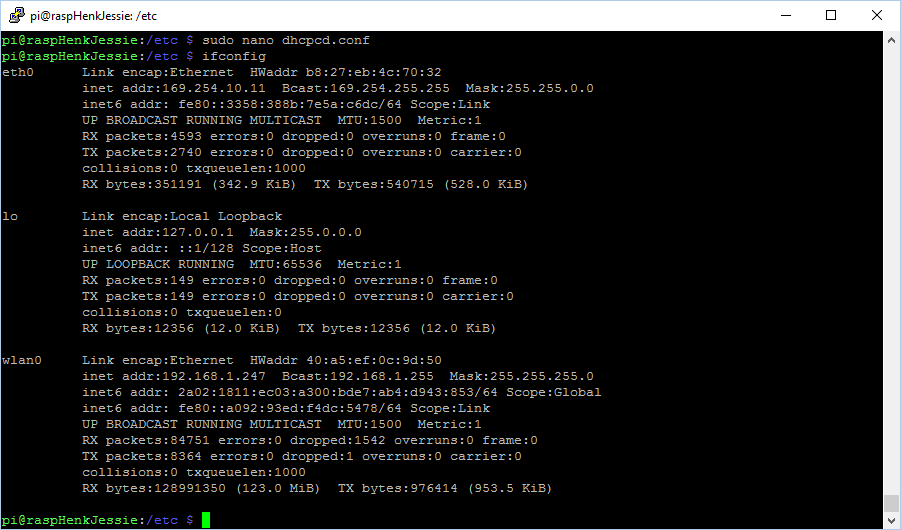 pi@raspHenkJessie: /etc
pi@raspHenkJessie:/etc $ sudo nano dhcpcd.conf
pi@raspHenkJessie:/etc $ ifconfig
eth0      Link encap:Ethernet  HWaddr b8:27:eb:4c:70:32
          inet addr:169.254.10.11  Bcast:169.254.255.255  Mask:255.255.0.0
          inet6 addr: fe80::3358:388b:7e5a:c6dc/64 Scope:Link
          UP BROADCAST RUNNING MULTICAST  MTU:1500  Metric:1
          RX packets:4593 errors:0 dropped:0 overruns:0 frame:0
          TX packets:2740 errors:0 dropped:0 overruns:0 carrier:0
          collisions:0 txqueuelen:1000
          RX bytes:351191 (342.9 KiB)  TX bytes:540715 (528.0 KiB)

lo        Link encap:Local Loopback
          inet addr:127.0.0.1  Mask:255.0.0.0
          inet6 addr: ::1/128 Scope:Host
          UP LOOPBACK RUNNING  MTU:65536  Metric:1
          RX packets:149 errors:0 dropped:0 overruns:0 frame:0
          TX packets:149 errors:0 dropped:0 overruns:0 carrier:0
          collisions:0 txqueuelen:0
          RX bytes:12356 (12.0 KiB)  TX bytes:12356 (12.0 KiB)

wlan0     Link encap:Ethernet  HWaddr 40:a5:ef:0c:9d:50
          inet addr:192.168.1.247  Bcast:192.168.1.255  Mask:255.255.255.0
          inet6 addr: 2a02:1811:ec03:a300:bde7:ab4:d943:853/64 Scope:Global
          inet6 addr: fe80::a092:93ed:f4dc:5478/64 Scope:Link
          UP BROADCAST RUNNING MULTICAST  MTU:1500  Metric:1
          RX packets:84751 errors:0 dropped:1542 overruns:0 frame:0
          TX packets:8364 errors:0 dropped:1 overruns:0 carrier:0
          collisions:0 txqueuelen:1000
          RX bytes:128991350 (123.0 MiB)  TX bytes:976414 (953.5 KiB)

pi@raspHenkJessie:/etc $